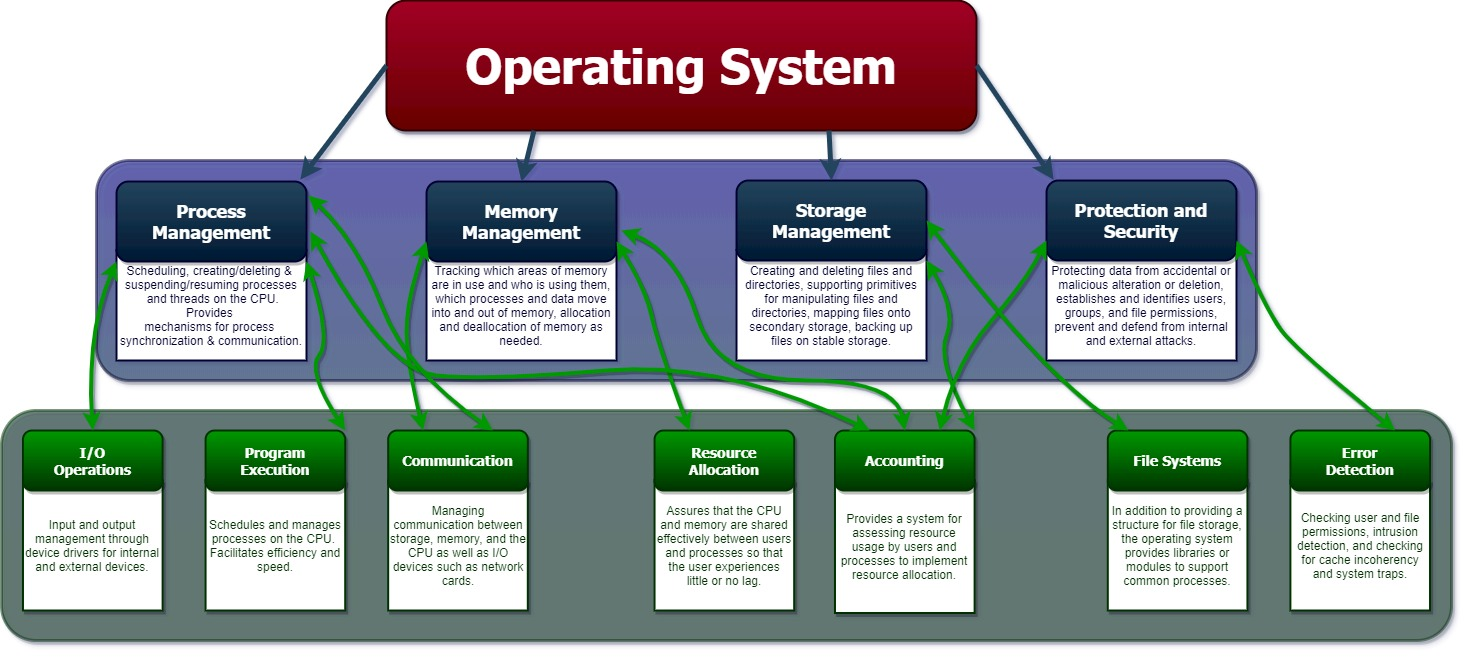 Operating System
Process
Management
Scheduling, creating/deleting &
suspending/resuming processes
and threads on the CPU.
Provides
mechanisms for process
synchronization & communication.
Memory
Management
Tracking which areas of memory
are in use and who is using them,
which processes and data move
into and out of memory, allocation
and deallocation of memory as
needed.
Storage
Management
Creating and deleting files and
directories, supporting primitives
for manipulating files and
directories, mapping files onto
secondary storage, backing up
files on stable storage.
Protection and
Security
Protecting data from accidental or
malicious alteration or deletion,
establishes and identifies users,
groups, and file permissions,
prevent and defend from internal
and external attacks.
I/O
Operations
Input and output
management through
device drivers for internal
and external devices.
Program
Execution
Schedules and manages
processes on the CPU.
Facilitates efficiency and
speed.
Communication
Managing
communication between
storage, memory, and the
CPU as well as I/O
devices such as network
cards.
Resource
Allocation
Assures that the CPU
and memory are shared
effectively between users
and processes so that
the user experiences
little or no lag.
Accounting
Provides a system for
assessing resource
usage by users and
processes to implement
resource allocation.
File Systems
In addition to providing a
structure for file storage,
the operating system
provides libraries or
modules to support
common processes.
Error
Detection
Checking user and file
permissions, intrusion
detection, and checking
for cache incoherency
and system traps.